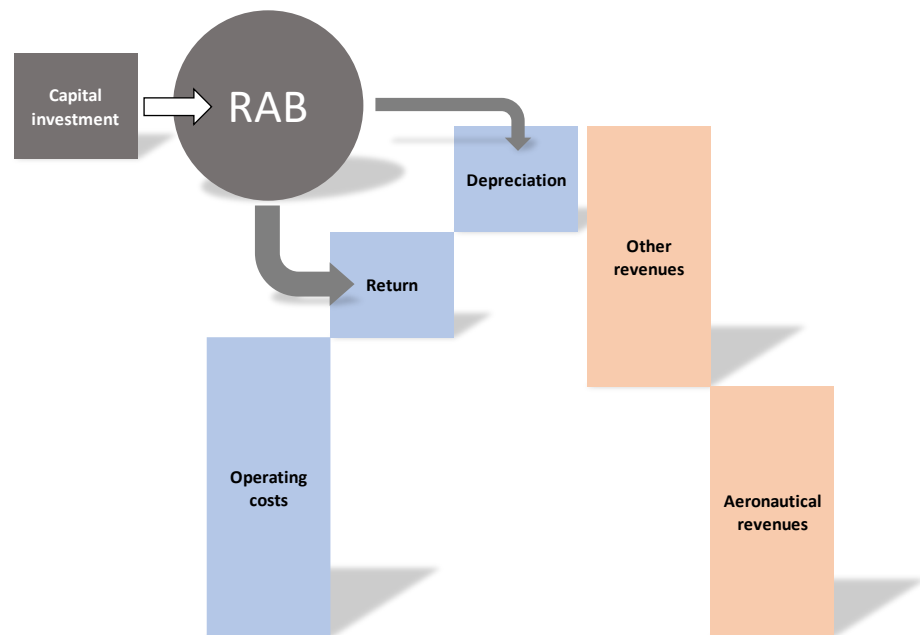 Capital
investment
RAB
Depreciation
Other
revenues
Return
Operating
costs
Aeronautical
revenues